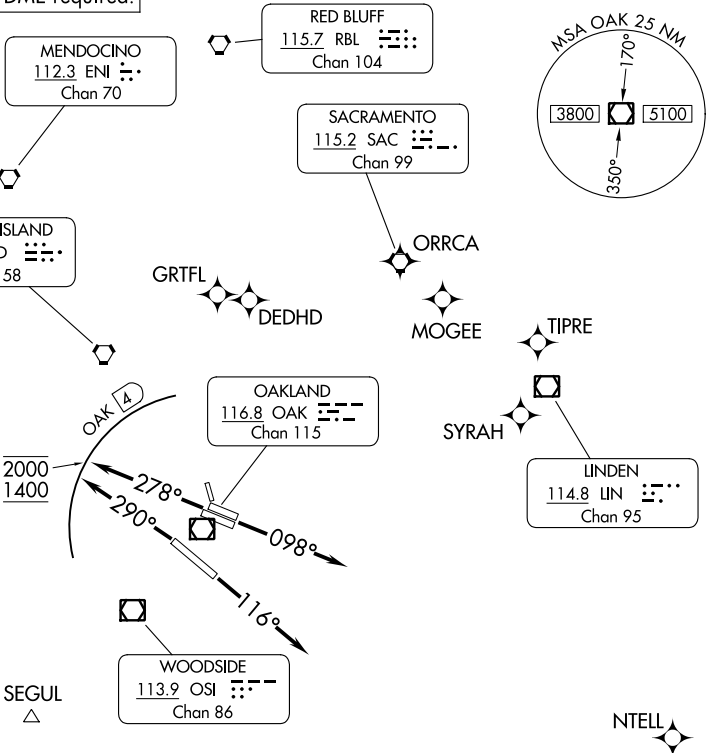 DME required.
RED BLUFF
115.7 RBL
Chan 104
MENDOCINO
112.3 ENI
Chan 70
MSA OAK 25 NM
170°
3800
5100
350°
SACRAMENTO
115.2 SAC
Chan 99
ISLAND
58
ORRCA
GRTFL
DEDHD
MOGEE
TIPRE
OAK 4
OAKLAND
116.8 OAK
Chan 115
SYRAH
2000
1400
278°
290°
098°
116°
LINDEN
114.8 LIN
Chan 95
WOODSIDE
113.9 OSI
Chan 86
SEGUL
NTELL